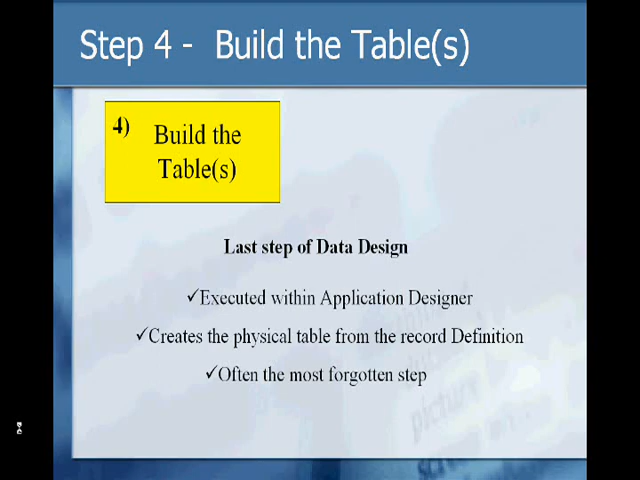 Step 4 - Build the Table(s)
4)
Build the
Table(s)
Last step of Data Design
✓Executed within Application Designer
✓Creates the physical table from the record Definition
✓Often the most forgotten step
picture